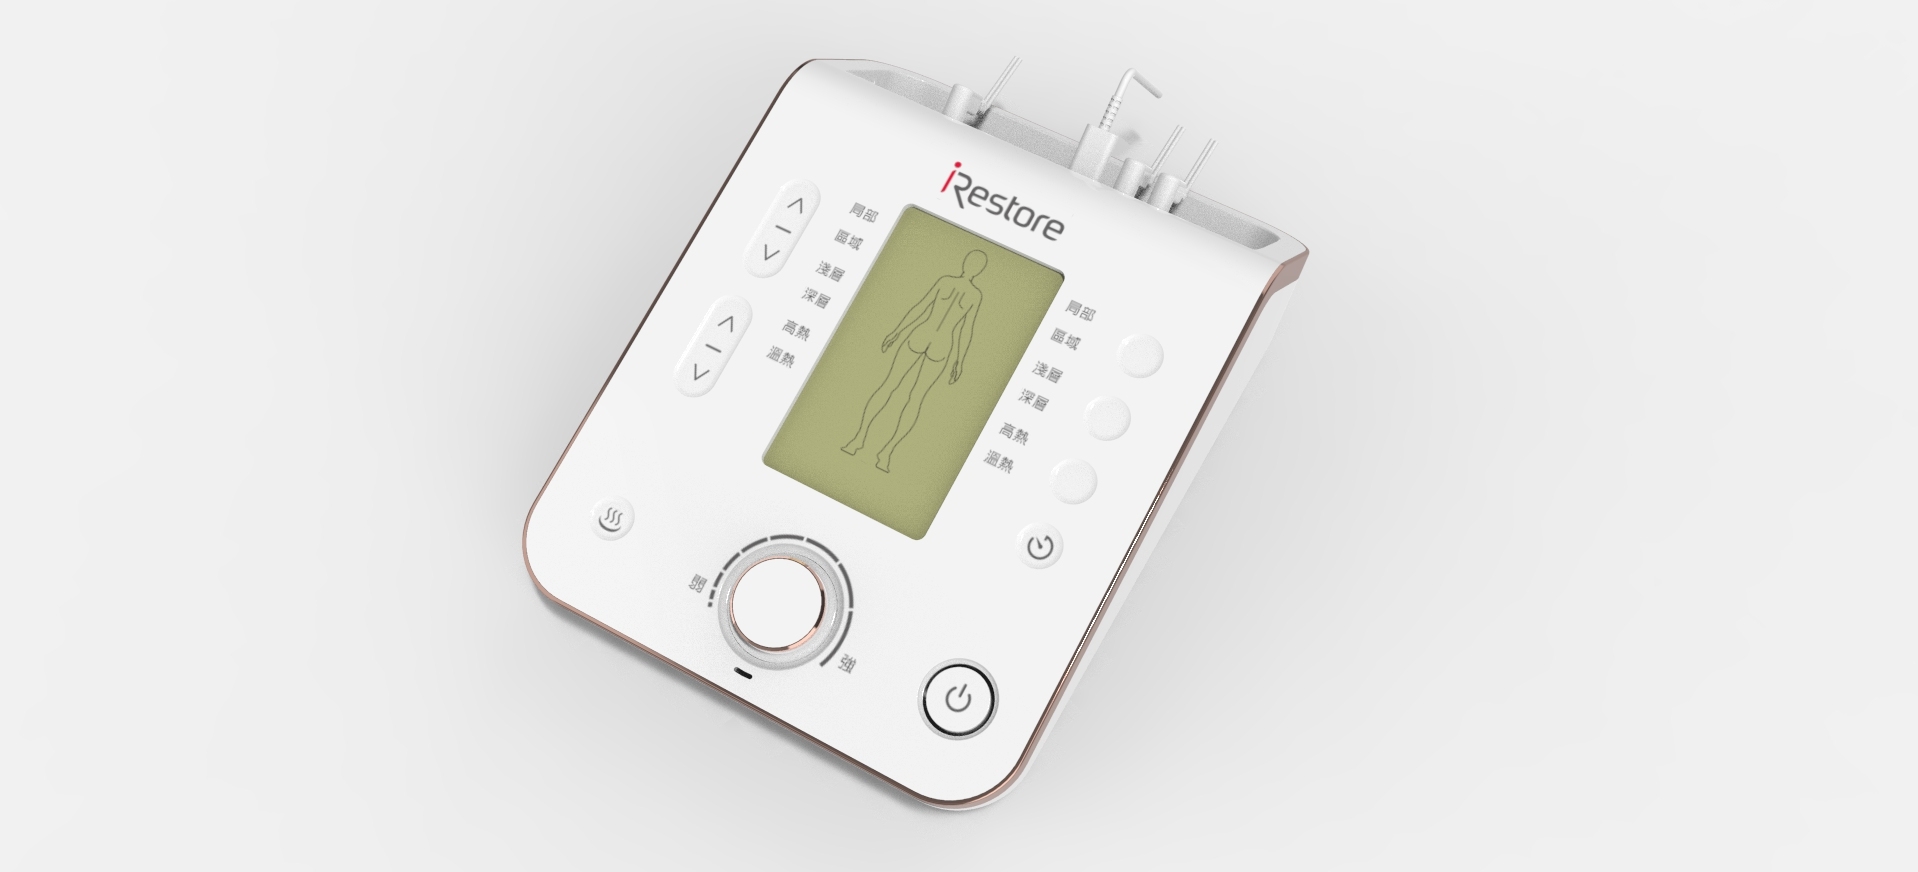 iRestore
局部
區域
淺層
深層
高熱
溫熱
局部
區域
淺層
深層
高熱
溫熱
弱
強